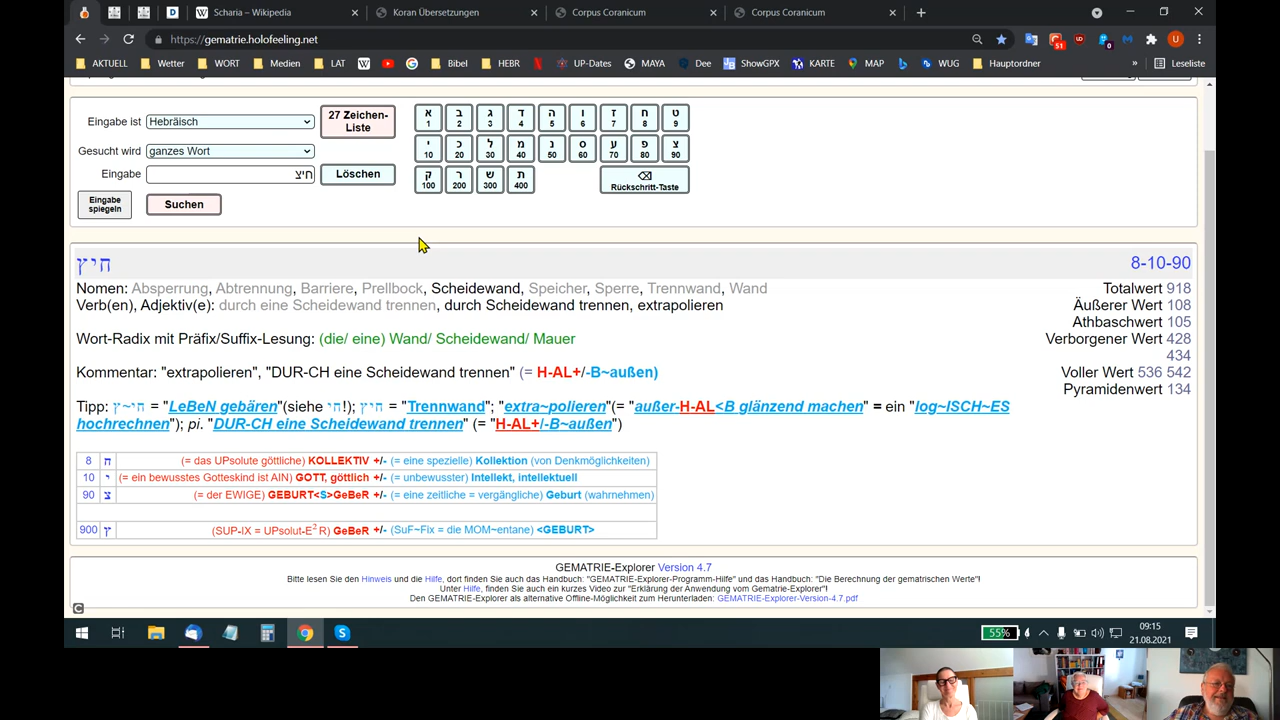 Scharia – Wikipedia
Koran Übersetzungen
Corpus Coranicum
Corpus Coranicum
https://gematrie.holofeeling.net
51
0
U
AKTUELL Wetter WORT Medien LAT Bibel HEBR UP-Dates MAYA Dee ShowGPX KARTE MAP WUG Hauptordner » Leseliste
Eingabe ist Hebräisch
27 Zeichen-Liste
Gesucht wird ganzes Wort
Eingabe חיצ Löschen
Eingabe spiegeln
Suchen
א ב ג ד ה ו ז ח ט
1 2 3 4 5 6 7 8 9
י כ ל מ נ ס ע פ צ
10 20 30 40 50 60 70 80 90
ק ר ש ת ⌫
100 200 300 400 Rückschritt-Taste
חיץ 8-10-90
Nomen: Absperrung, Abtrennung, Barriere, Prellbock, Scheidewand, Speicher, Sperre, Trennwand, Wand
Verb(en), Adjektiv(e): durch eine Scheidewand trennen, durch Scheidewand trennen, extrapolieren
Wort-Radix mit Präfix/Suffix-Lesung: (die/ eine) Wand/ Scheidewand/ Mauer
Kommentar: "extrapolieren", "DUR-CH eine Scheidewand trennen" (= H-AL+/-B~außen)
Tipp: חי~ץ = "LeBeN gebären"(siehe חי!); חיץ = "Trennwand"; "extra~polieren"(= "außer-H-AL<B glänzend machen" = ein "log~ISCH~ES
hochrechnen"); pi. "DUR-CH eine Scheidewand trennen" (= "H-AL+/-B~außen")
Totalwert 918
Äußerer Wert 108
Athbaschwert 105
Verborgener Wert 428
434
Voller Wert 536 542
Pyramidenwert 134
8 ח (= das UPsolute göttliche) KOLLEKTIV +/- (= eine spezielle) Kollektion (von Denkmöglichkeiten)
10 י (= ein bewusstes Gotteskind ist AIN) GOTT, göttlich +/- (= unbewusster) Intellekt, intellektuell
90 צ (= der EWIGE) GEBURT<S>GeBeR +/- (= eine zeitliche = vergängliche) Geburt (wahrnehmen)
900 ץ (SUP-IX = UPsolut-E² R) GeBeR +/- (SuF~Fix = die MOM~entane) <GEBURT>
GEMATRIE-Explorer Version 4.7
Bitte lesen Sie den Hinweis und die Hilfe, dort finden Sie auch das Handbuch: "GEMATRIE-Explorer-Programm-Hilfe" und das Handbuch: "Die Berechnung der gematrischen Werte"!
Unter Hilfe, finden Sie auch ein kurzes Video zur "Erklärung der Anwendung vom Gematrie-Explorer"!
Den GEMATRIE-Explorer als alternative Offline-Möglichkeit zum Herunterladen: GEMATRIE-Explorer-Version-4.7.pdf
55%
09:15
21.08.2021